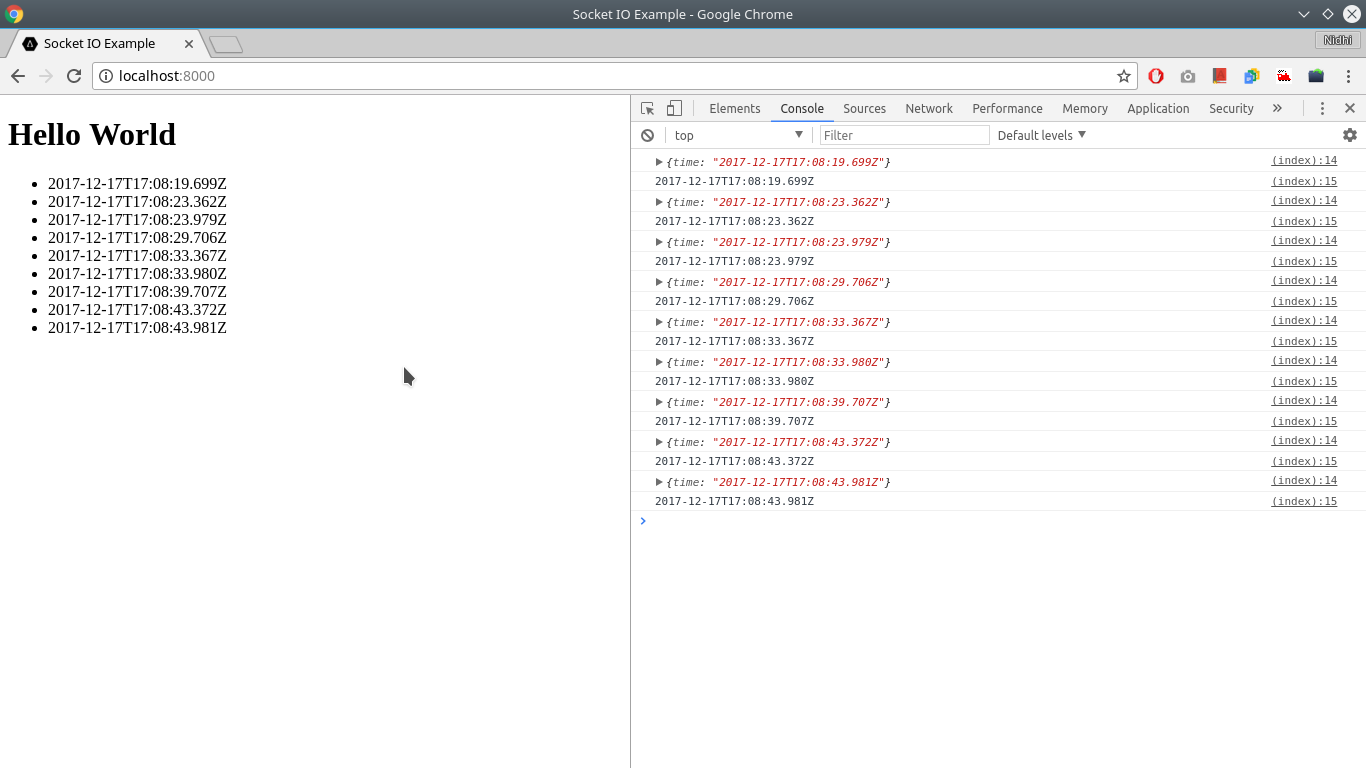 Socket IO Example - Google Chrome
Socket IO Example
Nidhi
localhost:8000
Hello World
2017-12-17T17:08:19.699Z
2017-12-17T17:08:23.362Z
2017-12-17T17:08:23.979Z
2017-12-17T17:08:29.706Z
2017-12-17T17:08:33.367Z
2017-12-17T17:08:33.980Z
2017-12-17T17:08:39.707Z
2017-12-17T17:08:43.372Z
2017-12-17T17:08:43.981Z
Elements Console Sources Network Performance Memory Application Security
top Filter Default levels
{time: "2017-12-17T17:08:19.699Z"} (index):14
2017-12-17T17:08:19.699Z (index):15
{time: "2017-12-17T17:08:23.362Z"} (index):14
2017-12-17T17:08:23.362Z (index):15
{time: "2017-12-17T17:08:23.979Z"} (index):14
2017-12-17T17:08:23.979Z (index):15
{time: "2017-12-17T17:08:29.706Z"} (index):14
2017-12-17T17:08:29.706Z (index):15
{time: "2017-12-17T17:08:33.367Z"} (index):14
2017-12-17T17:08:33.367Z (index):15
{time: "2017-12-17T17:08:33.980Z"} (index):14
2017-12-17T17:08:33.980Z (index):15
{time: "2017-12-17T17:08:39.707Z"} (index):14
2017-12-17T17:08:39.707Z (index):15
{time: "2017-12-17T17:08:43.372Z"} (index):14
2017-12-17T17:08:43.372Z (index):15
{time: "2017-12-17T17:08:43.981Z"} (index):14
2017-12-17T17:08:43.981Z (index):15